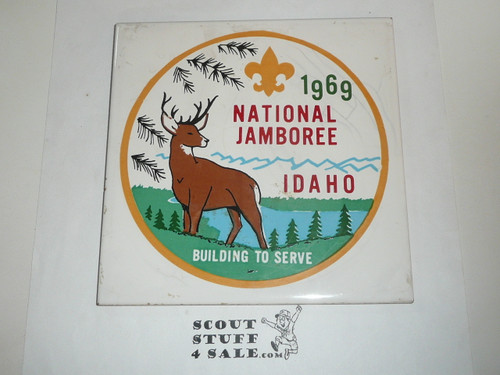 1969
NATIONAL
JAMBOREE
IDAHO
BUILDING TO SERVE
SCOUT
STUFF
4 SALE.com